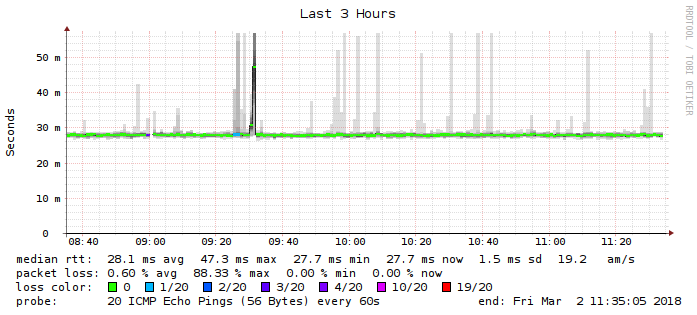 Last 3 Hours
RRDTOOL / TOBI OETIKER
Seconds
50 m
40 m
30 m
20 m
10 m
0
08:40 09:00 09:20 09:40 10:00 10:20 10:40 11:00 11:20
median rtt: 28.1 ms avg 47.3 ms max 27.7 ms min 27.7 ms now 1.5 ms sd 19.2 am/s
packet loss: 0.60 % avg 88.33 % max 0.00 % min 0.00 % now
loss color: 0 1/20 2/20 3/20 4/20 10/20 19/20
probe: 20 ICMP Echo Pings (56 Bytes) every 60s end: Fri Mar 2 11:35:05 2018